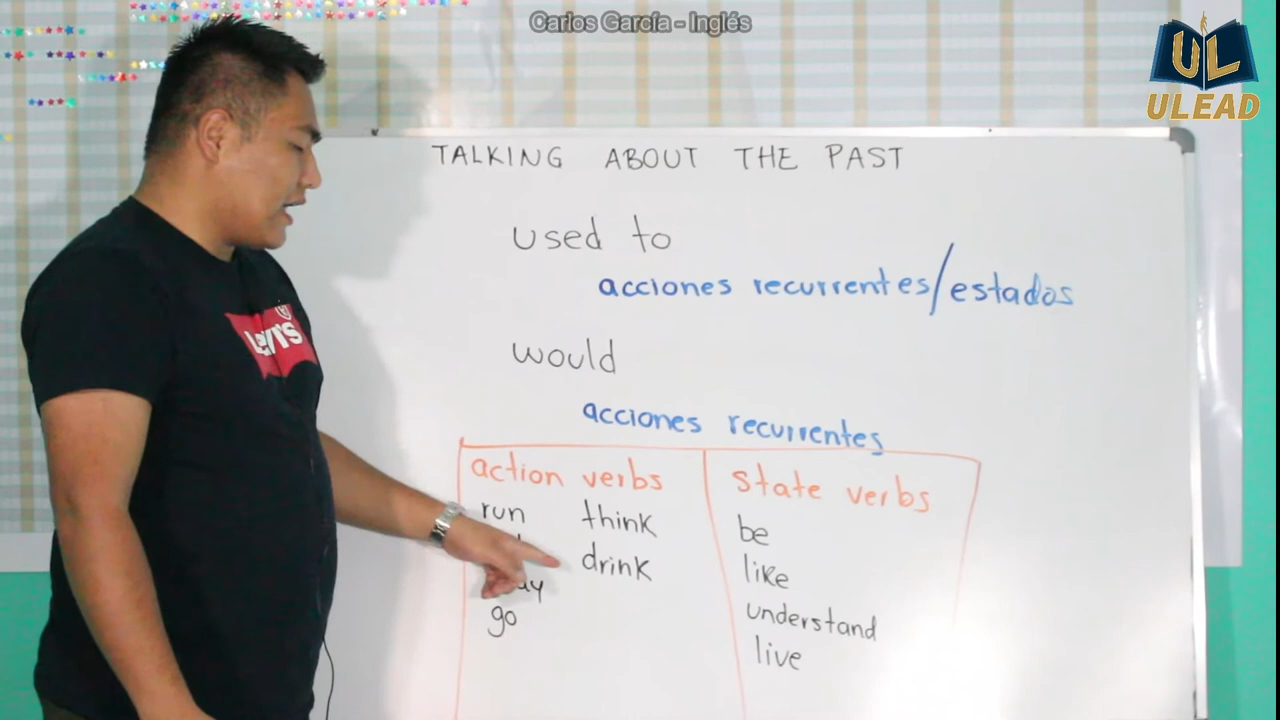 Carlos García - Inglés
UL
ULEAD
TALKING ABOUT THE PAST
used to
acciones recurrentes/estados
would
acciones recurrentes
action verbs
run think
drink
go
state verbs
be
like
understand
live
Levi's